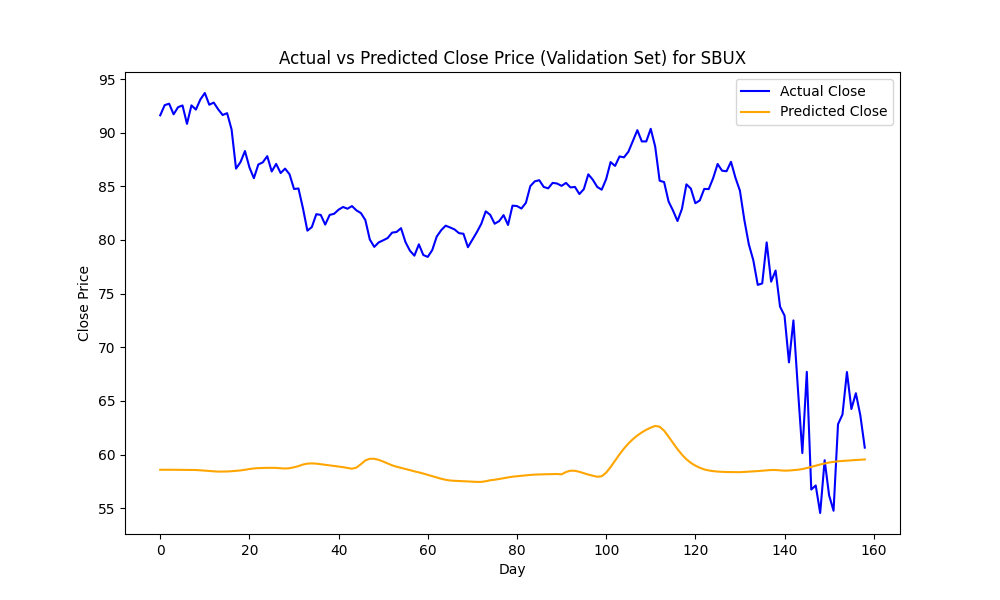 Actual vs Predicted Close Price (Validation Set) for SBUX
Actual Close
Predicted Close
95
90
85
80
75
70
65
60
55
Close Price
0 20 40 60 80 100 120 140 160
Day